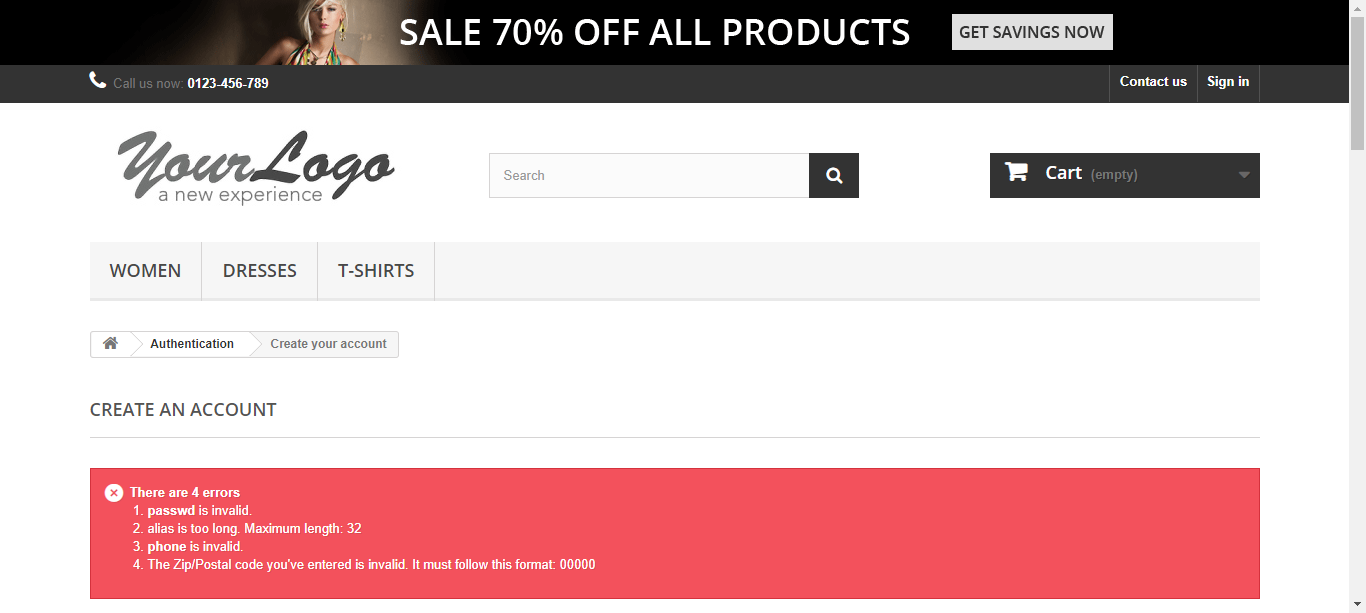 SALE 70% OFF ALL PRODUCTS GET SAVINGS NOW
Call us now: 0123-456-789 Contact us Sign in
YourLogo
a new experience
Search
Cart (empty)
WOMEN DRESSES T-SHIRTS
Authentication Create your account
CREATE AN ACCOUNT
There are 4 errors
1. passwd is invalid.
2. alias is too long. Maximum length: 32
3. phone is invalid.
4. The Zip/Postal code you've entered is invalid. It must follow this format: 00000